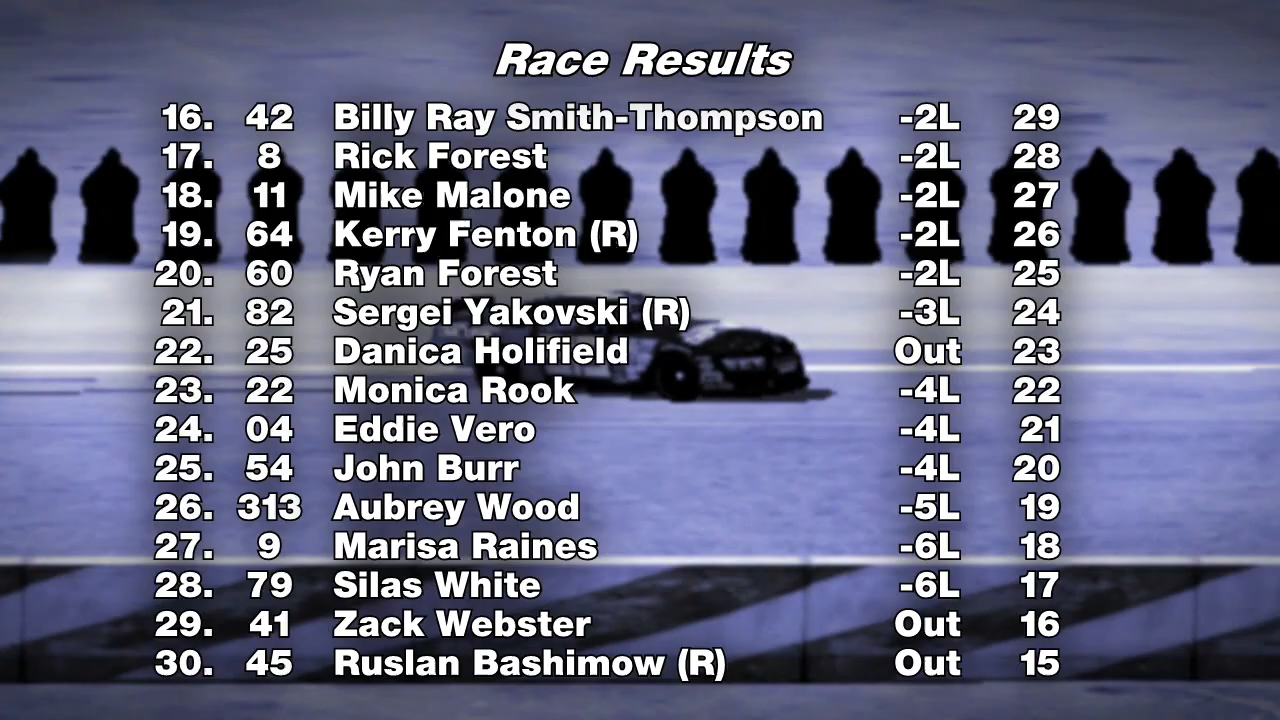 Race Results
16. 42 Billy Ray Smith-Thompson -2L 29
17. 8 Rick Forest -2L 28
18. 11 Mike Malone -2L 27
19. 64 Kerry Fenton (R) -2L 26
20. 60 Ryan Forest -2L 25
21. 82 Sergei Yakovski (R) -3L 24
22. 25 Danica Holifield Out 23
23. 22 Monica Rook -4L 22
24. 04 Eddie Vero -4L 21
25. 54 John Burr -4L 20
26. 313 Aubrey Wood -5L 19
27. 9 Marisa Raines -6L 18
28. 79 Silas White -6L 17
29. 41 Zack Webster Out 16
30. 45 Ruslan Bashimow (R) Out 15